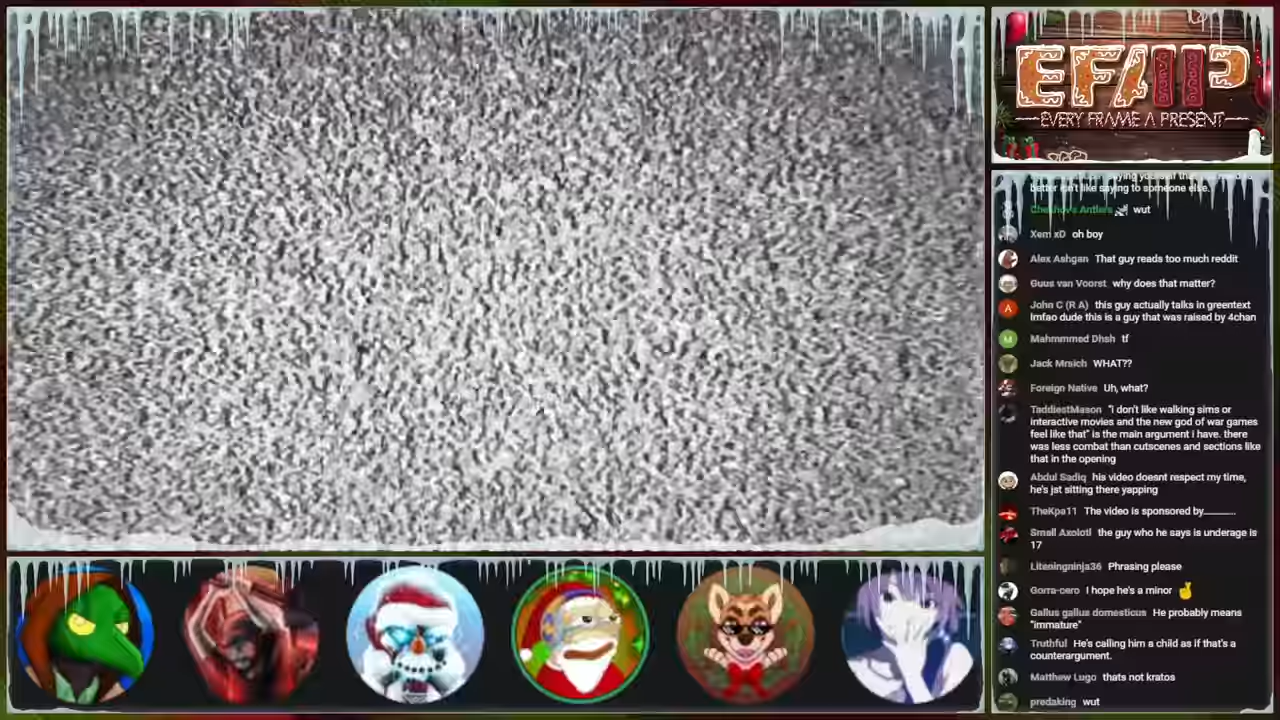 EFAP
EVERY FRAME A PRESENT
better isn't like saying to someone else.
Chekhov's Antlers wut
Xem xD oh boy
Alex Ashgan That guy reads too much reddit
Guus van Voorst why does that matter?
A
John C (R A) this guy actually talks in greentext
lmfao dude this is a guy that was raised by 4chan
M
Mahmmmed Dhsh tf
Jack Mrsich WHAT??
Foreign Native Uh, what?
TaddiestMason "i don't like walking sims or
interactive movies and the new god of war games
feel like that" is the main argument i have. there
was less combat than cutscenes and sections like
that in the opening
Abdul Sadiq his video doesnt respect my time,
he's jst sitting there yapping
TheKpa11 The video is sponsored by______.
Small Axolotl the guy who he says is underage is
17
Liteningninja36 Phrasing please
Gorra-cero I hope he's a minor 🤞
Gallus gallus domesticus He probably means
"immature"
Truthful He's calling him a child as if that's a
counterargument.
Matthew Lugo thats not kratos
predaking wut